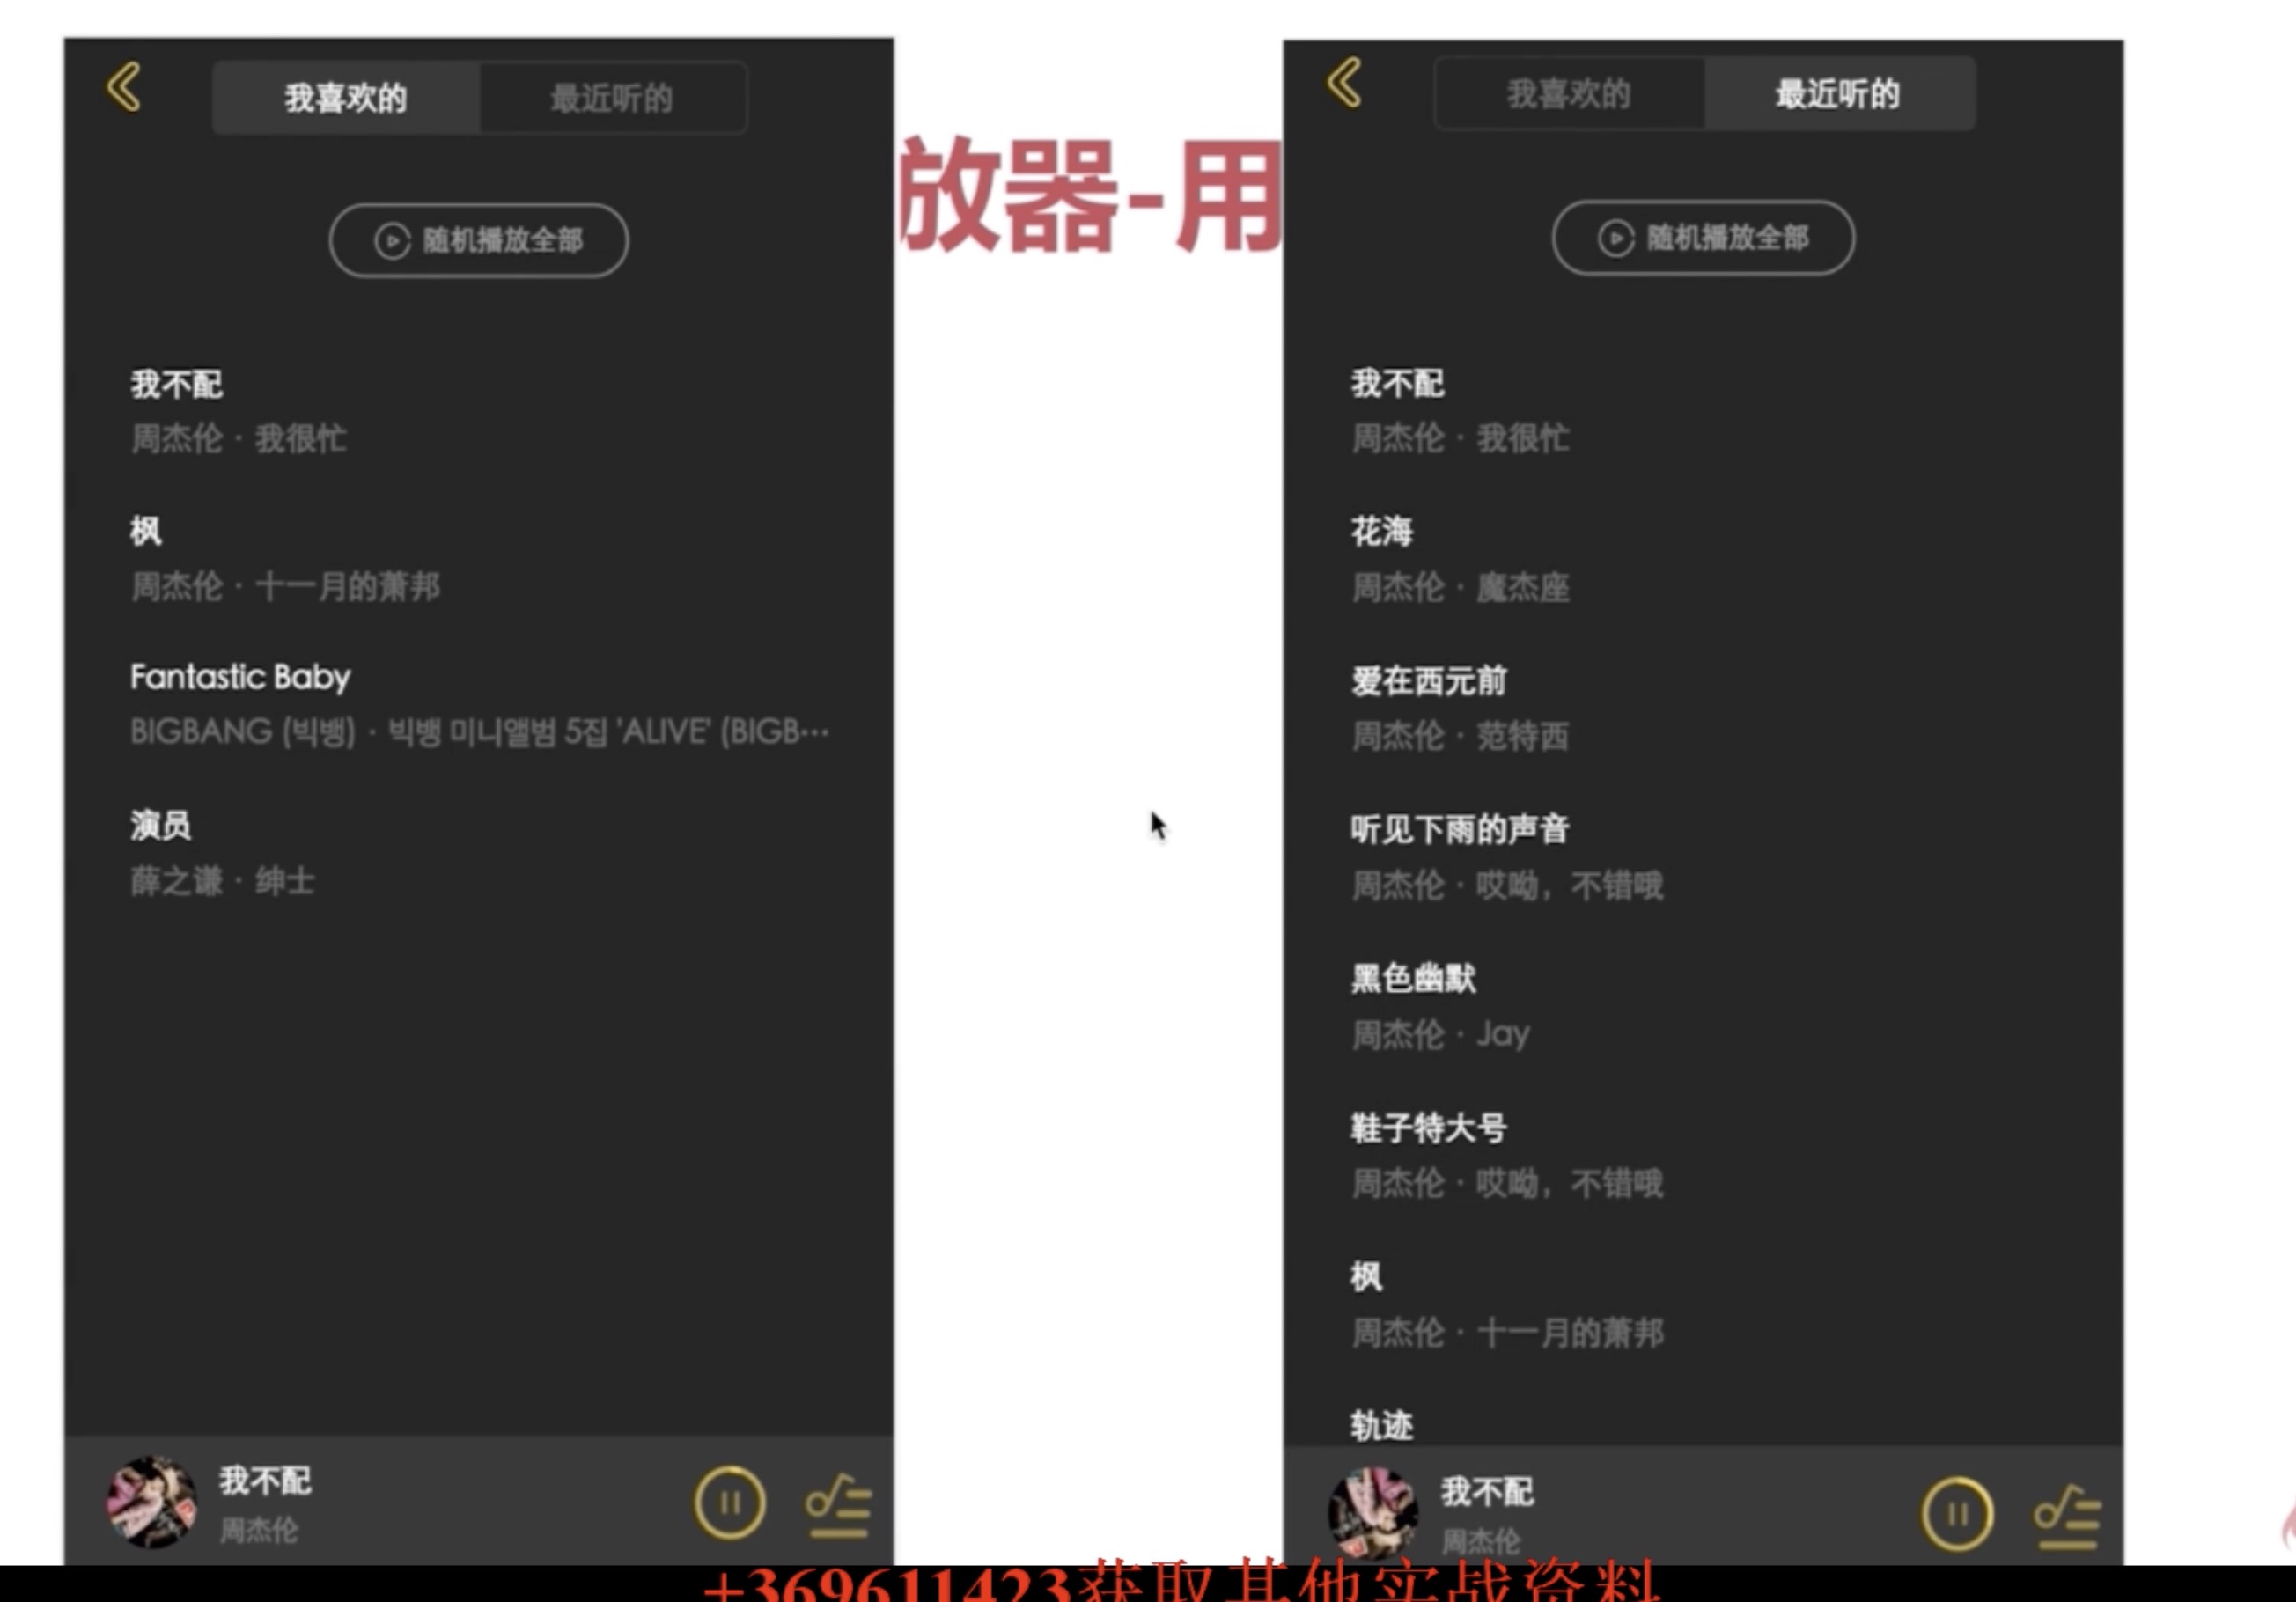 我喜欢的 最近听的
随机播放全部
我不配
周杰伦 · 我很忙
枫
周杰伦 · 十一月的萧邦
Fantastic Baby
BIGBANG (빅뱅) · 빅뱅 미니앨범 5집 'ALIVE' (BIGB···
演员
薛之谦 · 绅士
我不配
周杰伦
放器-用
我喜欢的 最近听的
随机播放全部
我不配
周杰伦 · 我很忙
花海
周杰伦 · 魔杰座
爱在西元前
周杰伦 · 范特西
听见下雨的声音
周杰伦 · 哎呦，不错哦
黑色幽默
周杰伦 · Jay
鞋子特大号
周杰伦 · 哎呦，不错哦
枫
周杰伦 · 十一月的萧邦
轨迹
我不配
周杰伦
+369611423获取其他实战资料